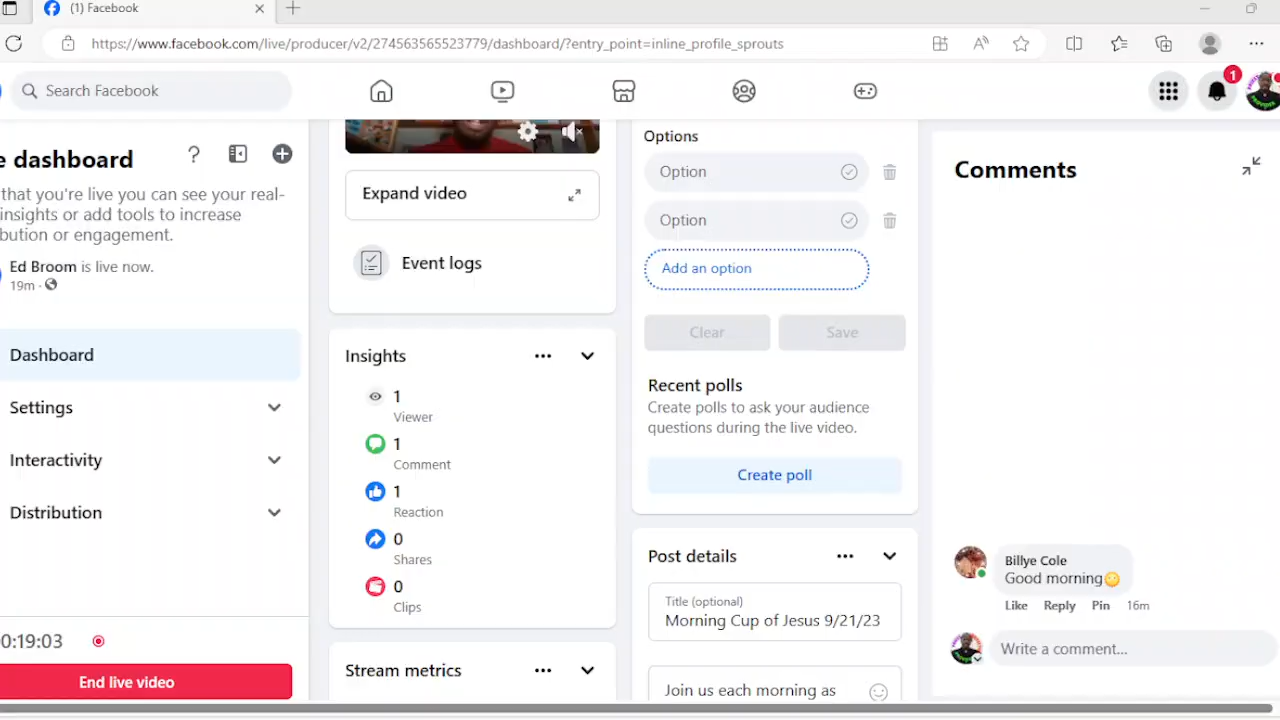 (1) Facebook
https://www.facebook.com/live/producer/v2/274563565523779/dashboard/?entry_point=inline_profile_sprouts
Search Facebook
1
e dashboard
that you're live you can see your real-
insights or add tools to increase
bution or engagement.
Ed Broom is live now.
19m ·
Dashboard
Settings
Interactivity
Distribution
0:19:03
End live video
Expand video
Event logs
Insights
1
Viewer
1
Comment
1
Reaction
0
Shares
0
Clips
Stream metrics
Options
Option
Option
Add an option
Clear
Save
Recent polls
Create polls to ask your audience
questions during the live video.
Create poll
Post details
Title (optional)
Morning Cup of Jesus 9/21/23
Join us each morning as
Comments
Billye Cole
Good morning
Like Reply Pin 16m
Write a comment...